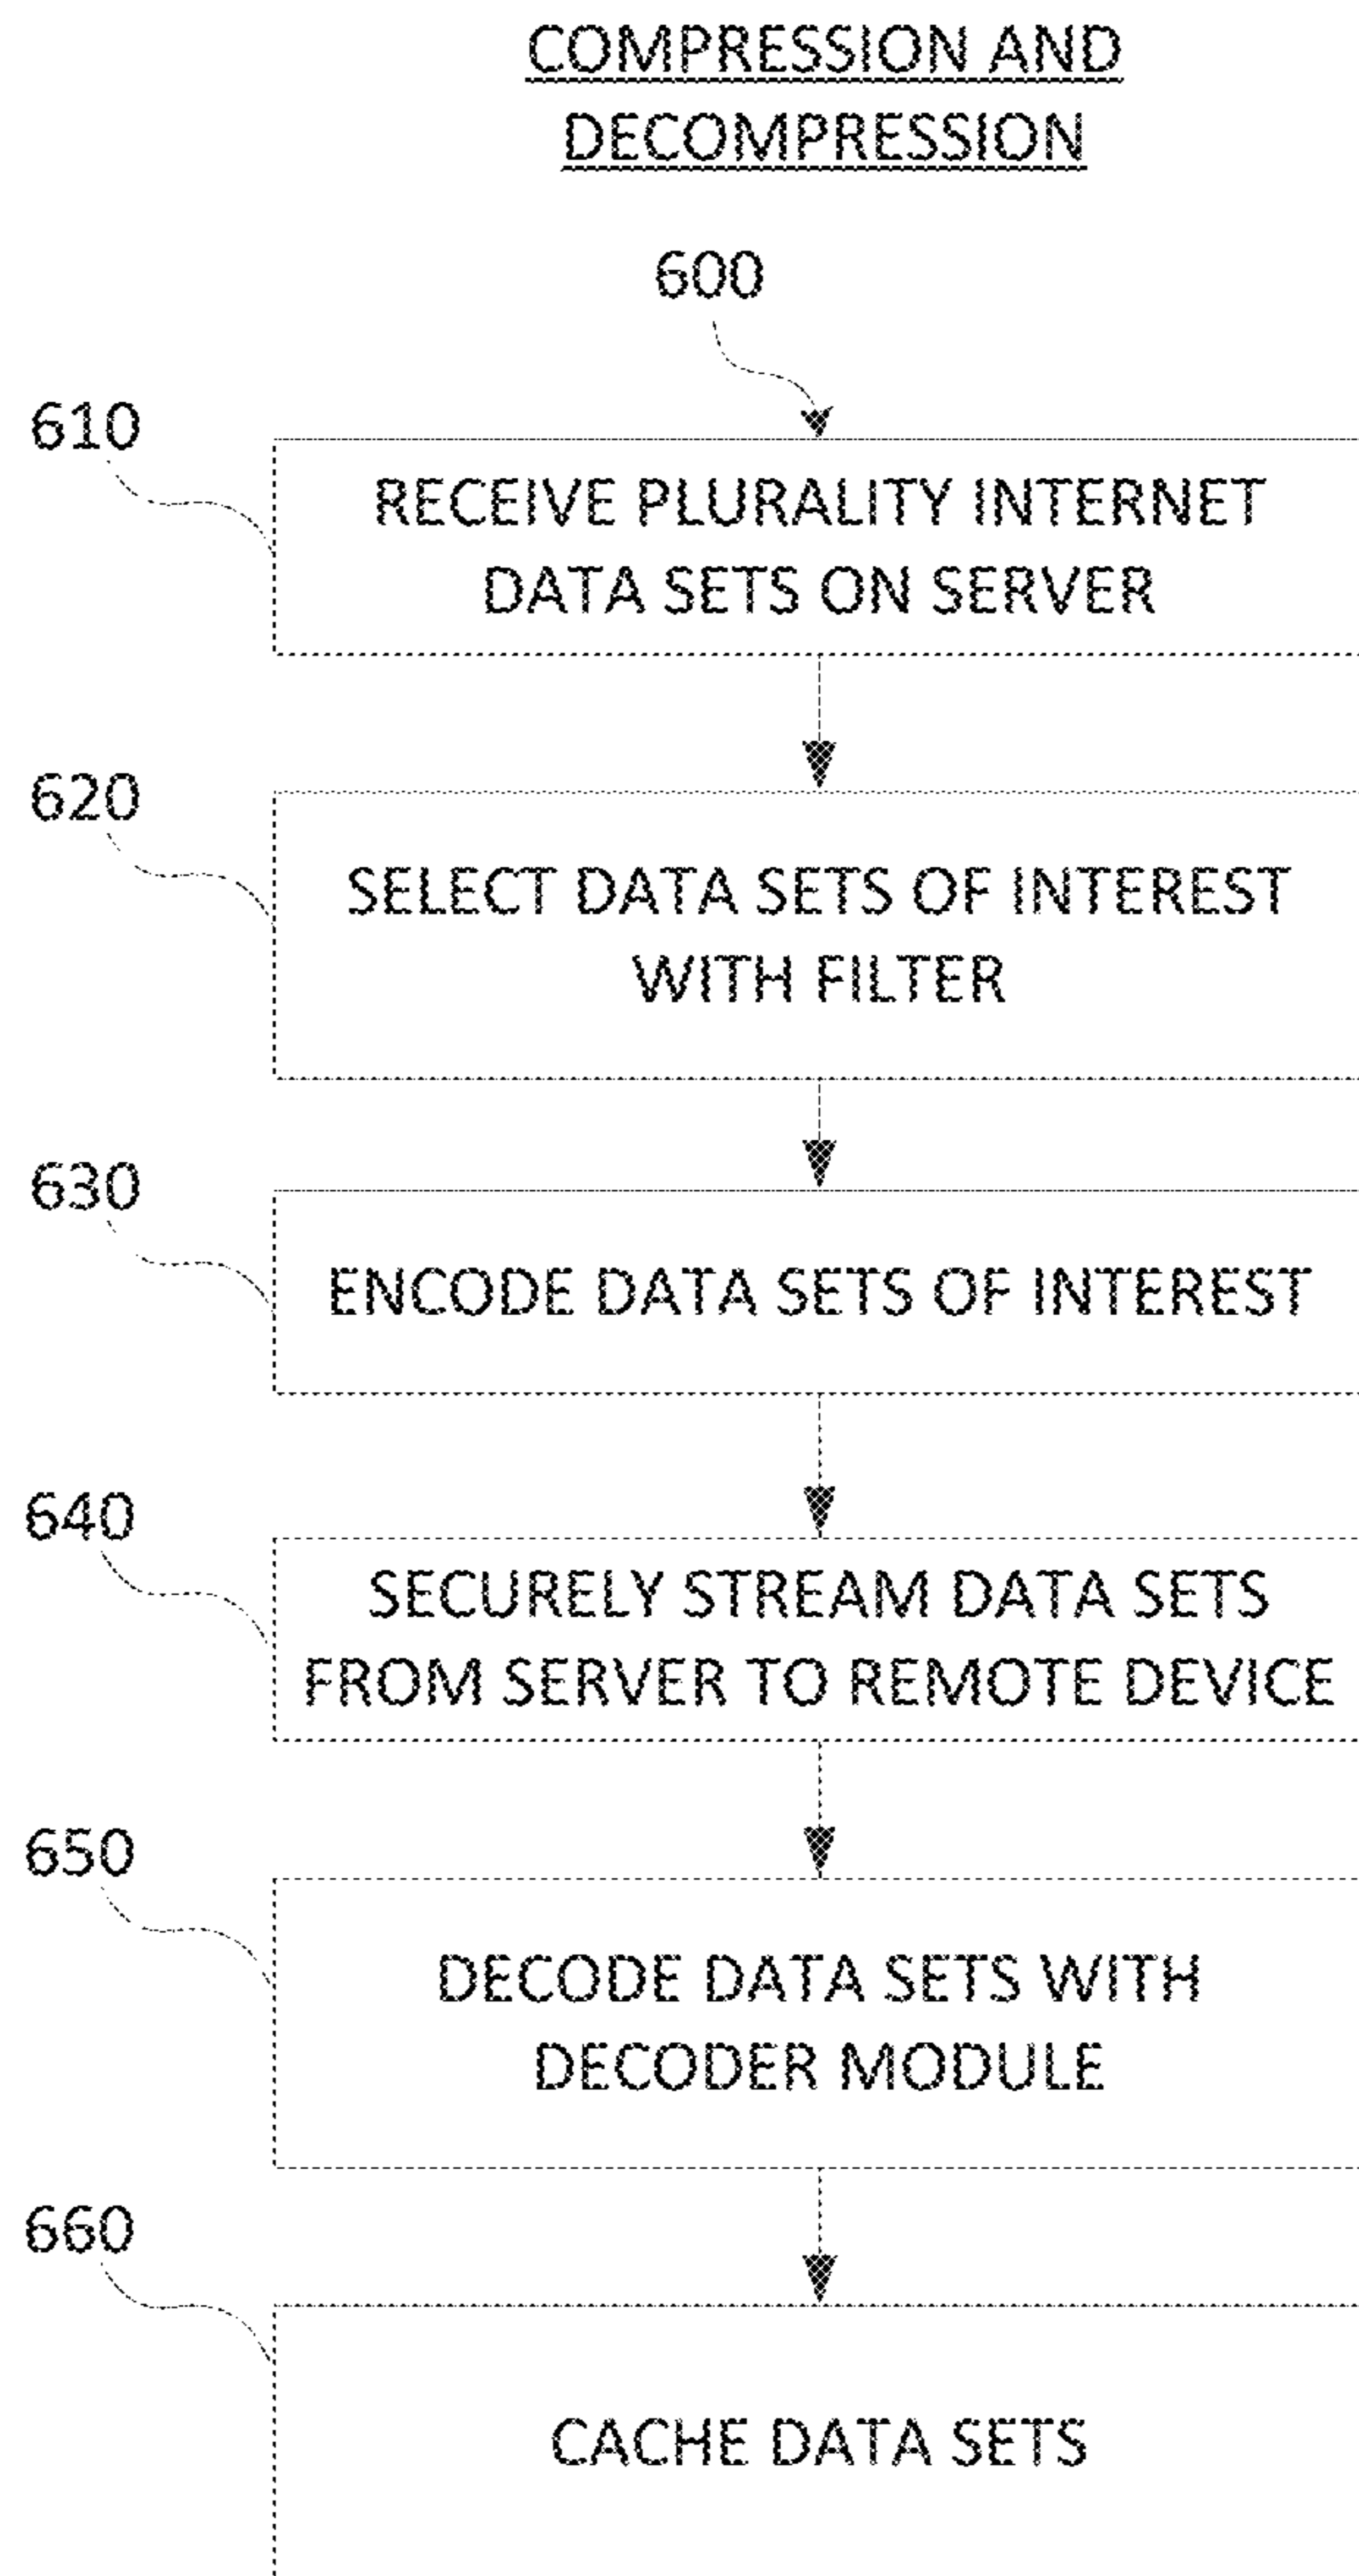 COMPRESSION AND
DECOMPRESSION
600
610
RECEIVE PLURALITY INTERNET
DATA SETS ON SERVER
620
SELECT DATA SETS OF INTEREST
WITH FILTER
630
ENCODE DATA SETS OF INTEREST
640
SECURELY STREAM DATA SETS
FROM SERVER TO REMOTE DEVICE
650
DECODE DATA SETS WITH
DECODER MODULE
660
CACHE DATA SETS